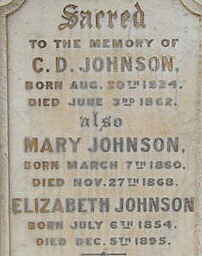 Sacred
TO THE MEMORY OF
C. D. JOHNSON,
BORN AUG. 30TH 1824.
DIED JUNE 3RD 1862.
also
MARY JOHNSON,
BORN MARCH 7TH 1860.
DIED NOV. 27TH 1868.
ELIZABETH JOHNSON
BORN JULY 6TH 1854.
DIED DEC. 5TH 1895.